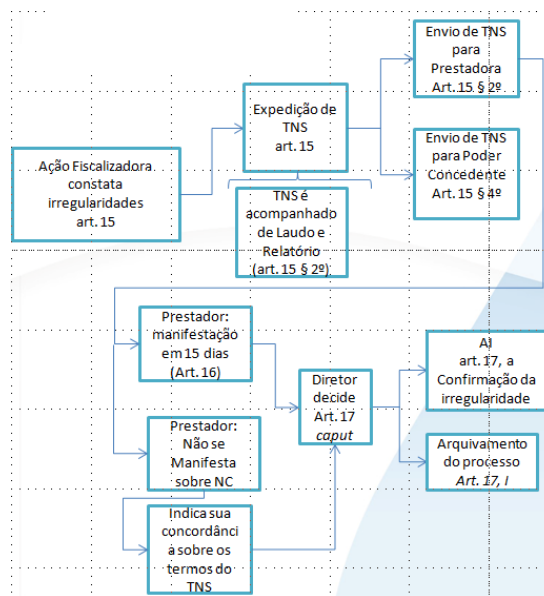 Envio de TNS
para
Prestadora
Art. 15 § 2º
Expedição de
TNS
art. 15
Envio de TNS
para Poder
Concedente
Art. 15 § 4º
Ação Fiscalizadora
constata
irregularidades
art. 15
TNS é
acompanhado
de Laudo e
Relatório
(art. 15 § 2º)
Prestador:
manifestação
em 15 dias
(Art. 16)
AI
art. 17, a
Confirmação da
irregularidade
Diretor
decide
Art. 17
caput
Prestador:
Não se
Manifesta
sobre NC
Arquivamento
do processo
Art. 17, I
Indica sua
concordânci
a sobre os
termos do
TNS